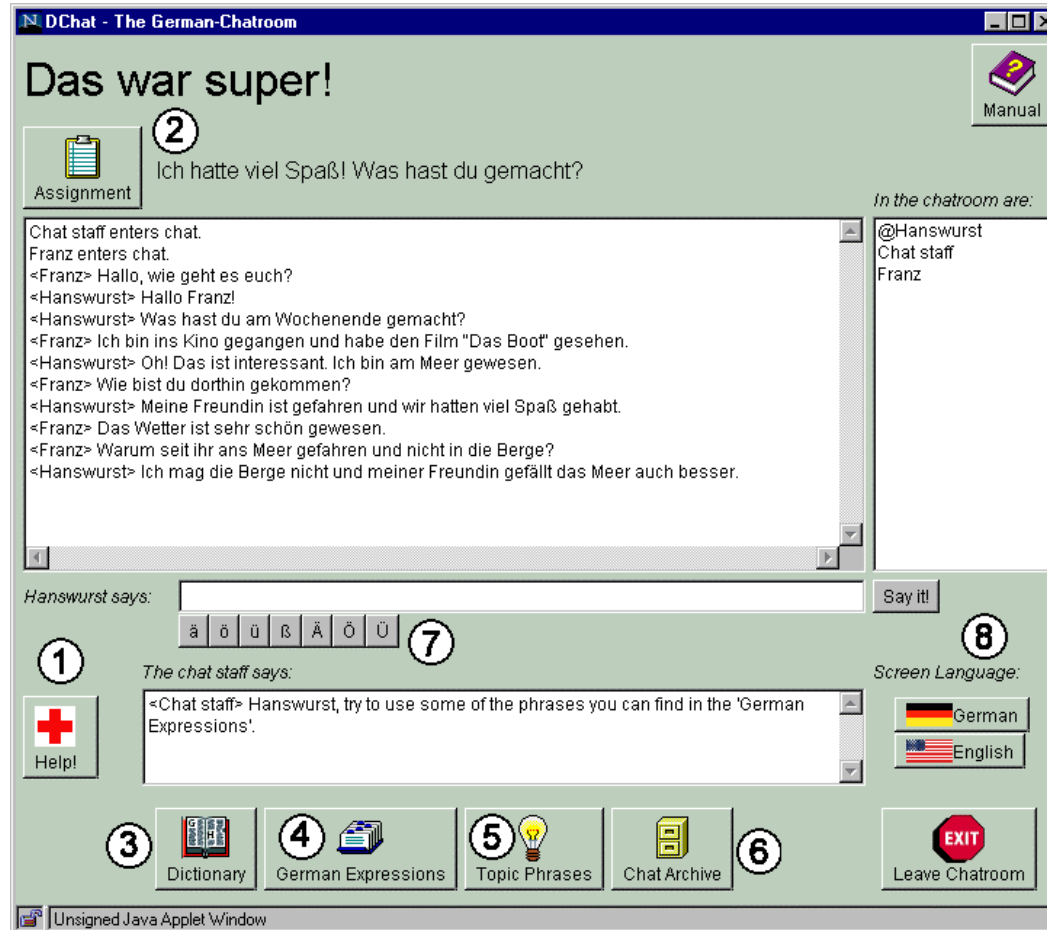 DChat - The German-Chatroom
Das war super!
Manual
2
Assignment
Ich hatte viel Spaß! Was hast du gemacht?
In the chatroom are:
Chat staff enters chat.
Franz enters chat.
<Franz> Hallo, wie geht es euch?
<Hanswurst> Hallo Franz!
<Hanswurst> Was hast du am Wochenende gemacht?
<Franz> Ich bin ins Kino gegangen und habe den Film "Das Boot" gesehen.
<Hanswurst> Oh! Das ist interessant. Ich bin am Meer gewesen.
<Franz> Wie bist du dorthin gekommen?
<Hanswurst> Meine Freundin ist gefahren und wir hatten viel Spaß gehabt.
<Franz> Das Wetter ist sehr schön gewesen.
<Franz> Warum seit ihr ans Meer gefahren und nicht in die Berge?
<Hanswurst> Ich mag die Berge nicht und meiner Freundin gefällt das Meer auch besser.
@Hanswurst
Chat staff
Franz
Hanswurst says:
Say it!
ä ö ü ß Ä Ö Ü
7
8
1
The chat staff says:
Screen Language:
<Chat staff> Hanswurst, try to use some of the phrases you can find in the 'German
Expressions'.
German
English
Help!
3
Dictionary
4
German Expressions
5
Topic Phrases
Chat Archive
6
EXIT
Leave Chatroom
Unsigned Java Applet Window